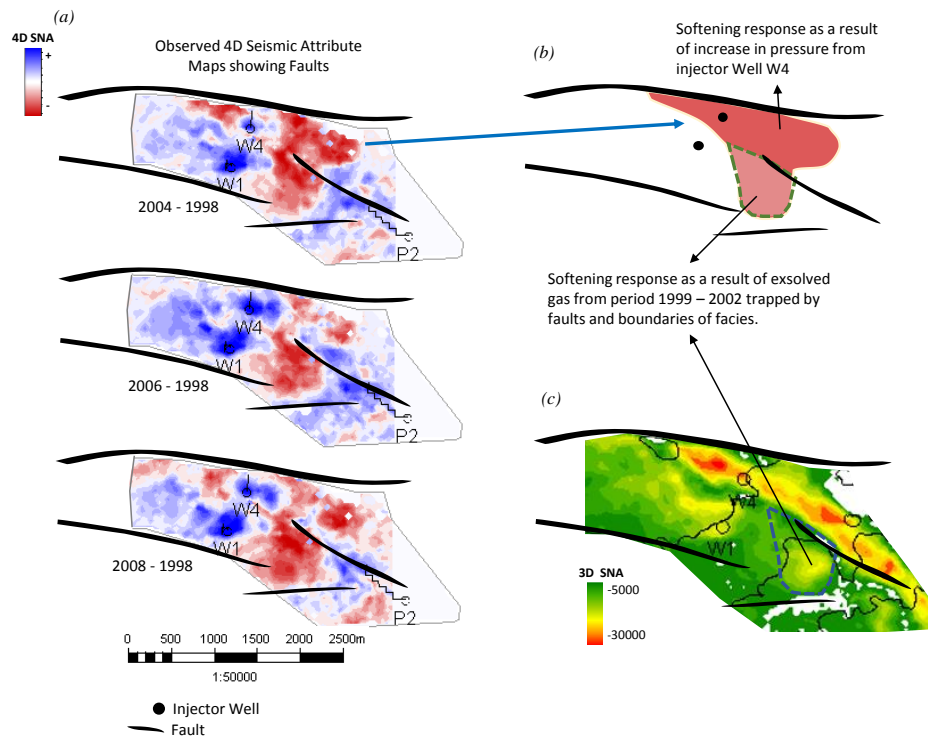 (a)
4D SNA
+
-
Observed 4D Seismic Attribute
Maps showing Faults
W4
W1
P2
2004 - 1998
W4
W1
P2
2006 - 1998
W4
W1
P2
2008 - 1998
0 500 1000 1500 2000 2500m
1:50000
Injector Well
Fault
(b)
Softening response as a result
of increase in pressure from
injector Well W4
Softening response as a result of exsolved
gas from period 1999 – 2002 trapped by
faults and boundaries of facies.
(c)
W4
W1
3D SNA
-5000
-30000